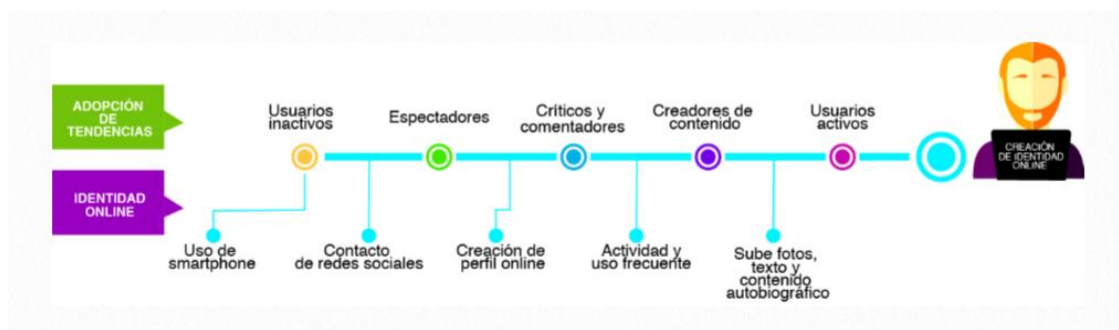 ADOPCIÓN
DE
TENDENCIAS
Usuarios
inactivos
Espectadores
Críticos y
comentadores
Creadores de
contenido
Usuarios
activos
CREACIÓN
DE IDENTIDAD
ONLINE
IDENTIDAD
ONLINE
Uso de
smartphone
Contacto
de redes sociales
Creación de
perfil online
Actividad y
uso frecuente
Sube fotos,
texto y
contenido
autobiográfico